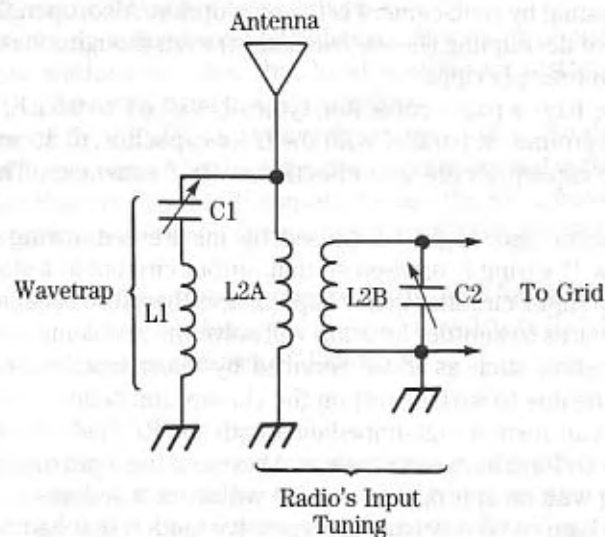 Antenna
C1
Wavetrap
L1
L2A
L2B
C2
To Grid
Radio's Input
Tuning